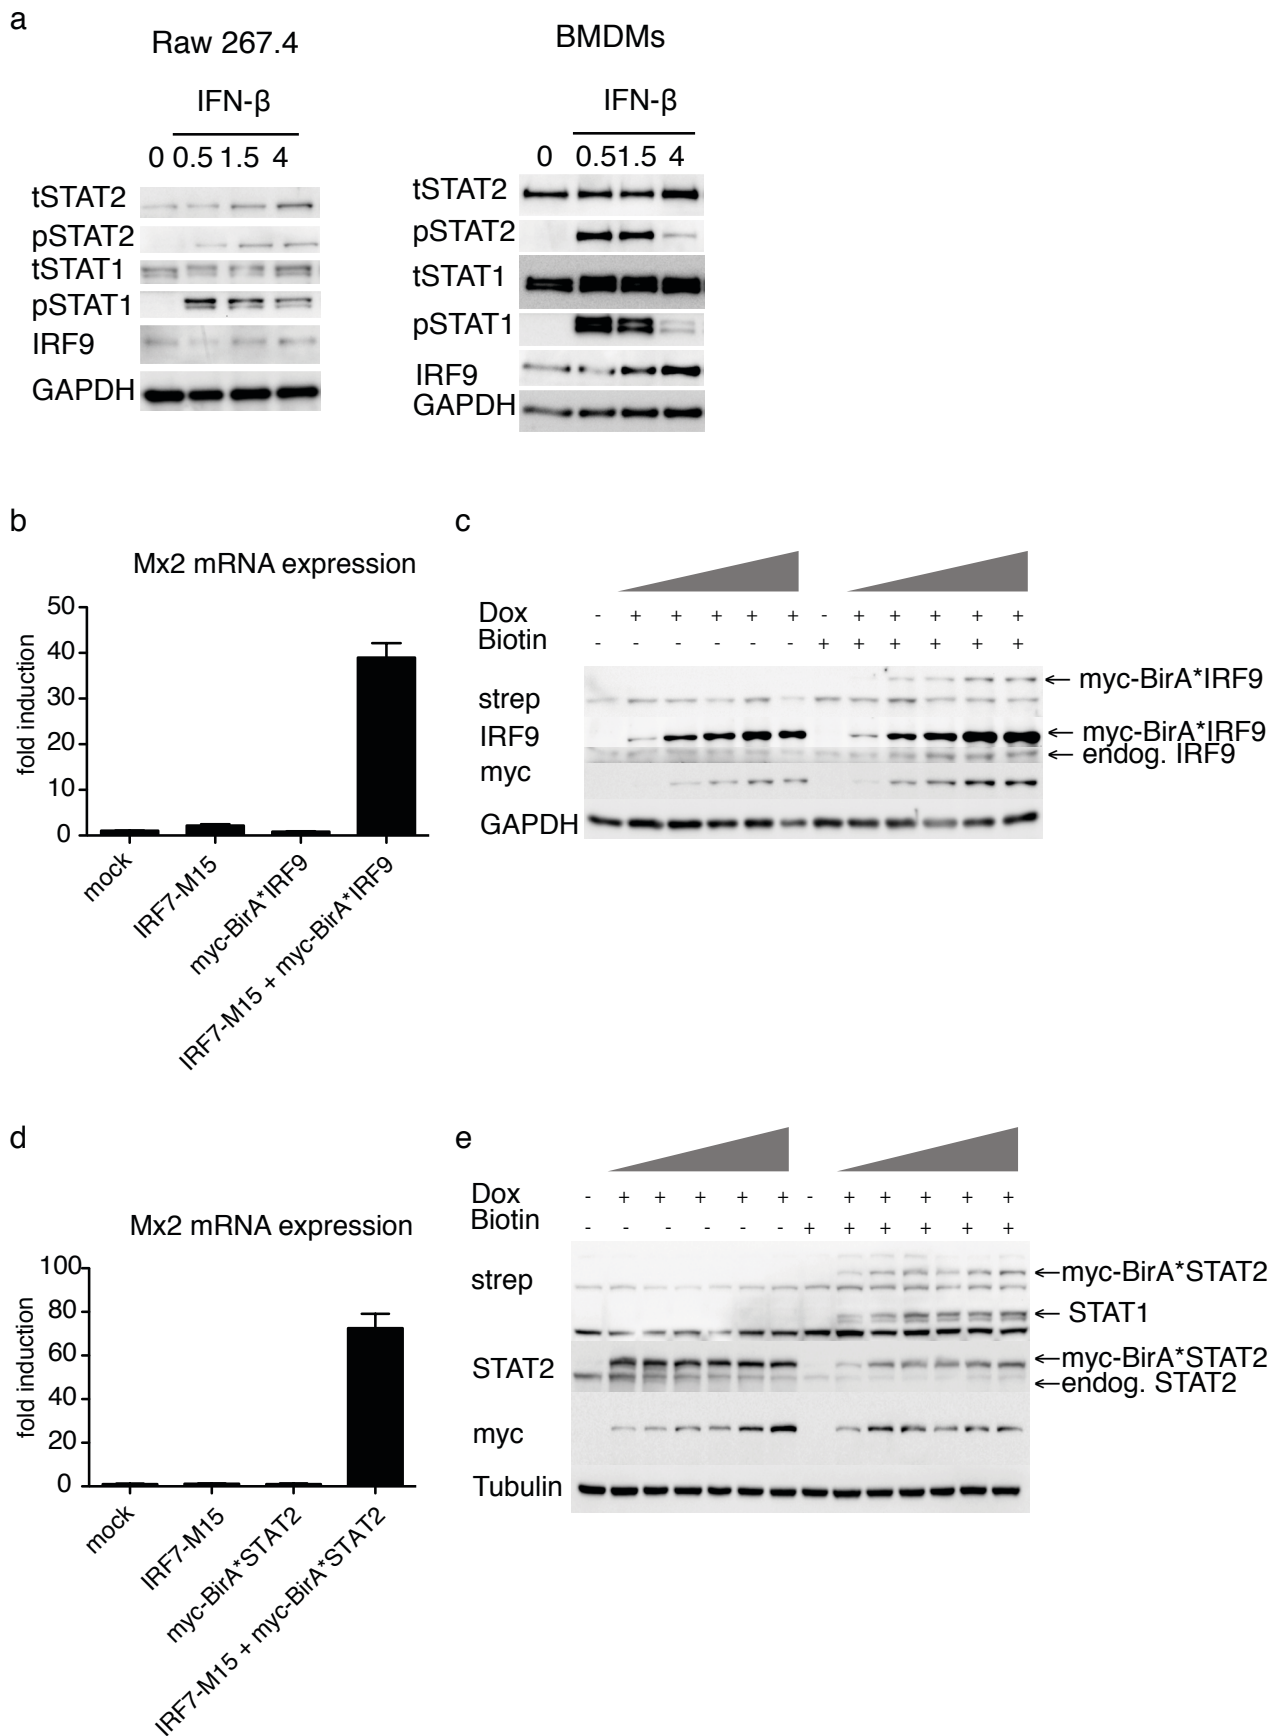 a
Raw 267.4
IFN-β
0 0.5 1.5 4
tSTAT2
pSTAT2
tSTAT1
pSTAT1
IRF9
GAPDH
BMDMs
IFN-β
0 0.5 1.5 4
tSTAT2
pSTAT2
tSTAT1
pSTAT1
IRF9
GAPDH
b
Mx2 mRNA expression
fold induction
50
40
30
20
10
0
mock
IRF7-M15
myc-BirA*IRF9
IRF7-M15 + myc-BirA*IRF9
c
Dox - + + + + + - + + + + +
Biotin - - - - - - + + + + + +
strep
IRF9
myc
GAPDH
← myc-BirA*IRF9
← myc-BirA*IRF9
← endog. IRF9
d
Mx2 mRNA expression
fold induction
100
80
60
40
20
0
mock
IRF7-M15
myc-BirA*STAT2
IRF7-M15 + myc-BirA*STAT2
e
Dox - + + + + + - + + + + +
Biotin - - - - - - + + + + + +
strep
STAT2
myc
Tubulin
← myc-BirA*STAT2
← STAT1
← myc-BirA*STAT2
← endog. STAT2